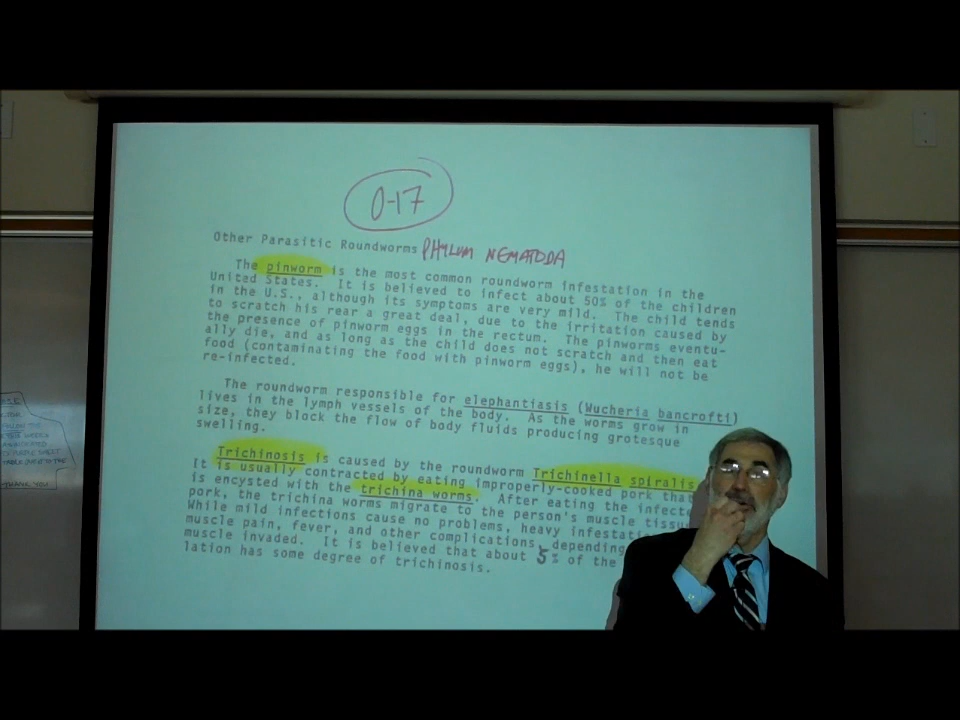 0-17
Other Parasitic Roundworms PHYLUM NEMATODA
The pinworm is the most common roundworm infestation in the
United States. It is believed to infect about 50% of the children
in the U.S., although its symptoms are very mild. The child tends
to scratch his rear a great deal, due to the irritation caused by
the presence of pinworm eggs in the rectum. The pinworms eventu-
ally die, and as long as the child does not scratch and then eat
food (contaminating the food with pinworm eggs), he will not be
re-infected.
The roundworm responsible for elephantiasis (Wucheria bancrofti)
lives in the lymph vessels of the body. As the worms grow in
size, they block the flow of body fluids producing grotesque
swelling.
Trichinosis is caused by the roundworm Trichinella spiralis
It is usually contracted by eating improperly-cooked pork that
is encysted with the trichina worms. After eating the infecte
pork, the trichina worms migrate to the person's muscle tissu
While mild infections cause no problems, heavy infestati
muscle pain, fever, and other complications, depending
muscle invaded. It is believed that about 5% of the
lation has some degree of trichinosis.
THANK YOU